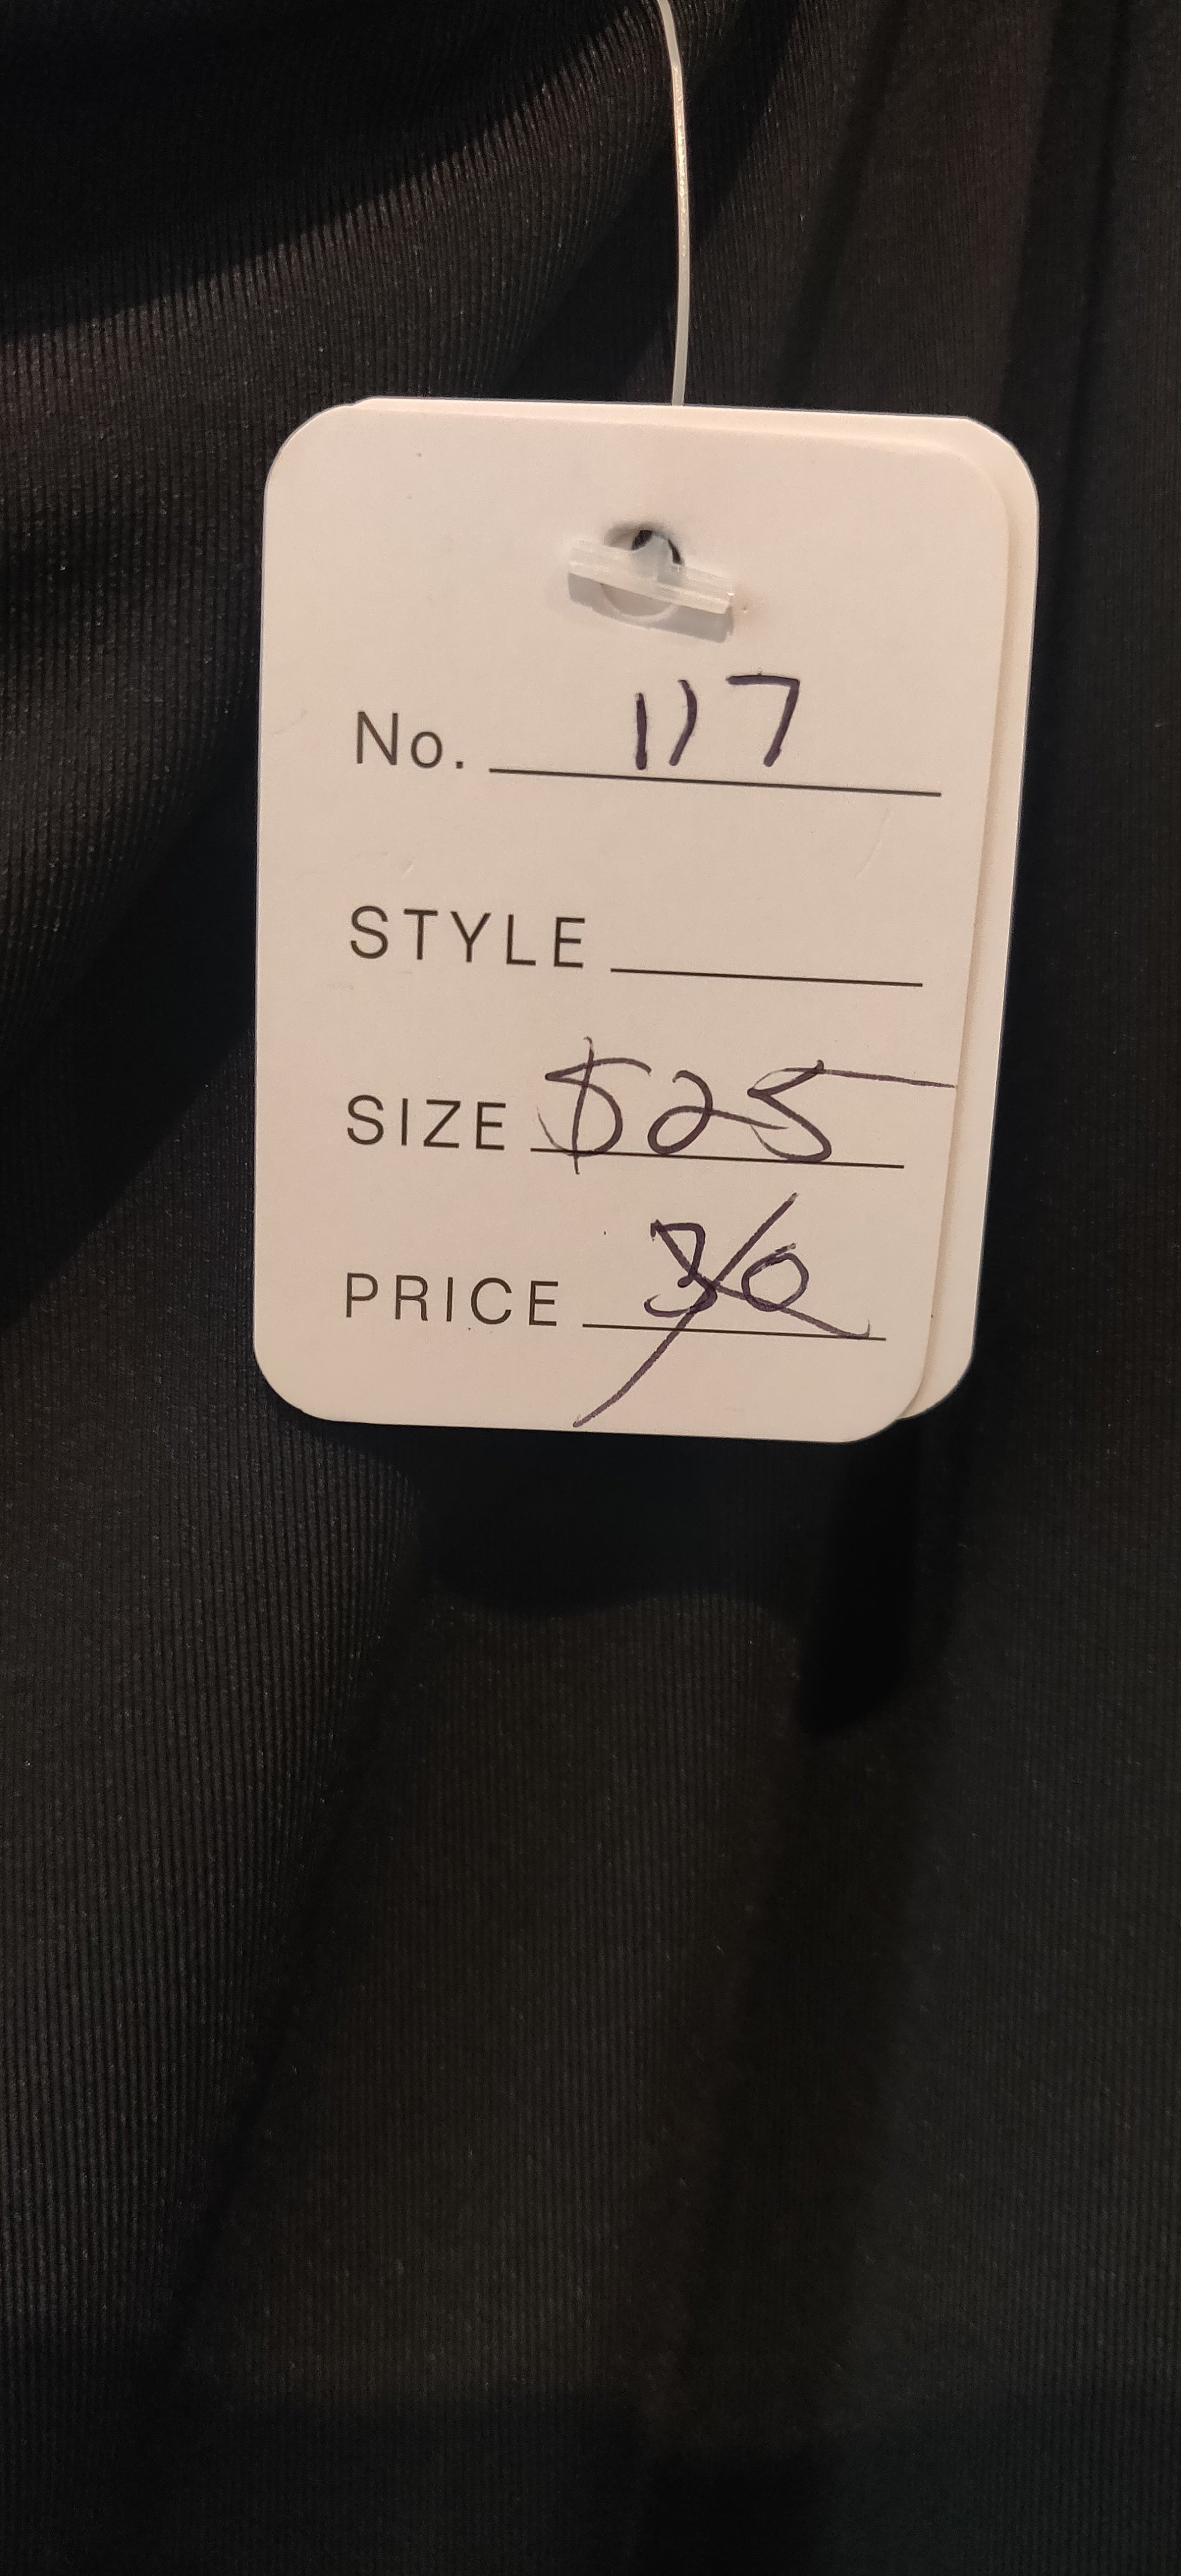 No. 117
STYLE
SIZE $25
PRICE 30